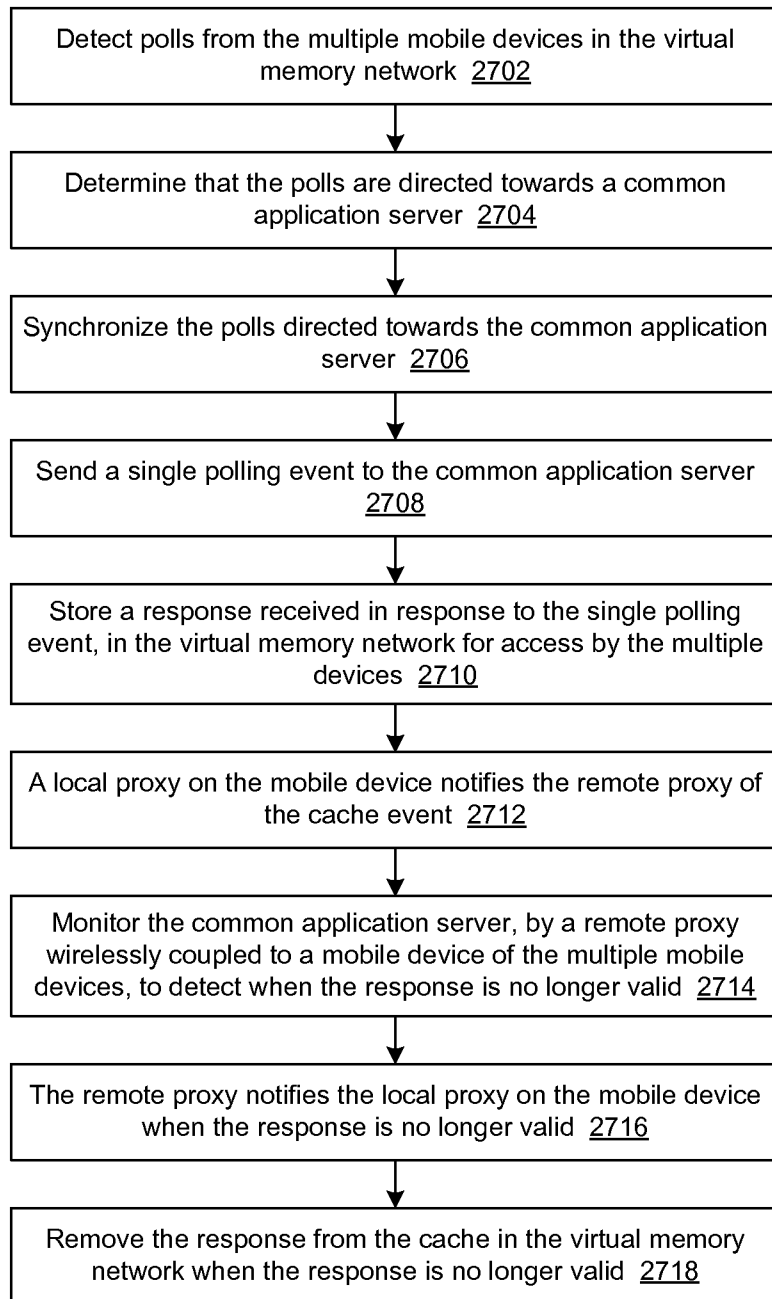 Detect polls from the multiple mobile devices in the virtual
memory network 2702
Determine that the polls are directed towards a common
application server 2704
Synchronize the polls directed towards the common application
server 2706
Send a single polling event to the common application server
2708
Store a response received in response to the single polling
event, in the virtual memory network for access by the multiple
devices 2710
A local proxy on the mobile device notifies the remote proxy of
the cache event 2712
Monitor the common application server, by a remote proxy
wirelessly coupled to a mobile device of the multiple mobile
devices, to detect when the response is no longer valid 2714
The remote proxy notifies the local proxy on the mobile device
when the response is no longer valid 2716
Remove the response from the cache in the virtual memory
network when the response is no longer valid 2718